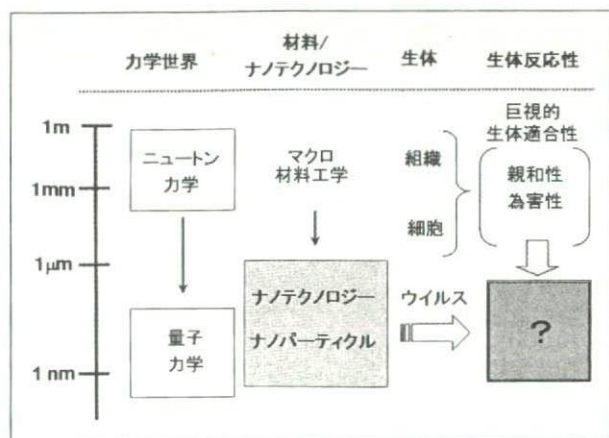 力学世界
材料/
ナノテクノロジー
生体
生体反応性
1m
1mm
1μm
1 nm
ニュートン
力学
量子
力学
マクロ
材料工学
ナノテクノロジー
ナノパーティクル
組織
細胞
ウイルス
巨視的
生体適合性
親和性
為害性
?